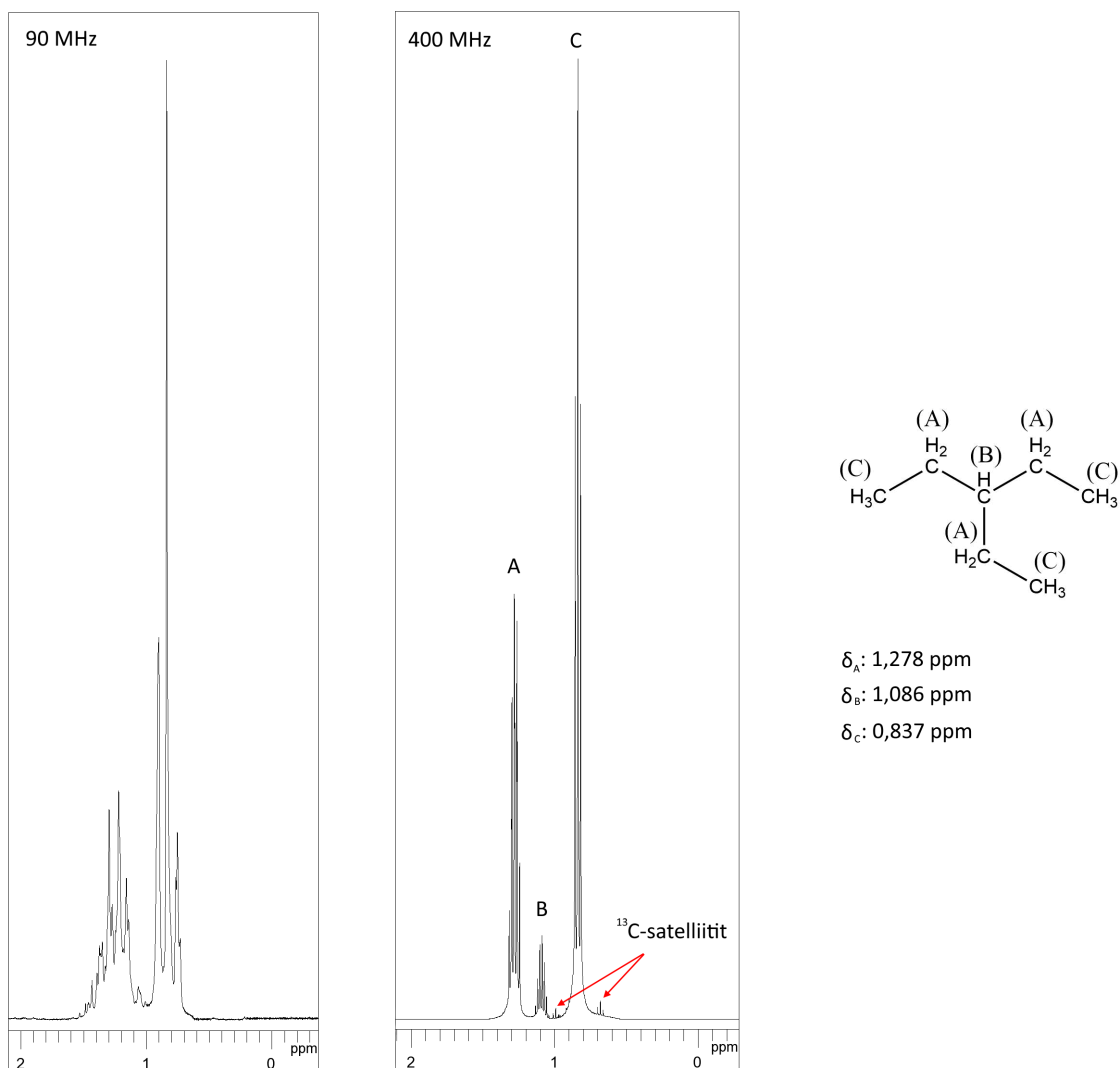 90 MHz
2
1
0
ppm
400 MHz
C
A
B
¹³C-satelliitit
2
1
0
ppm
(A)
(A)
H₂
(B)
H₂
(C)
C
H
C
(C)
H₃C
C
CH₃
(A)
H₂C
(C)
CH₃
δA: 1,278 ppm
δB: 1,086 ppm
δC: 0,837 ppm